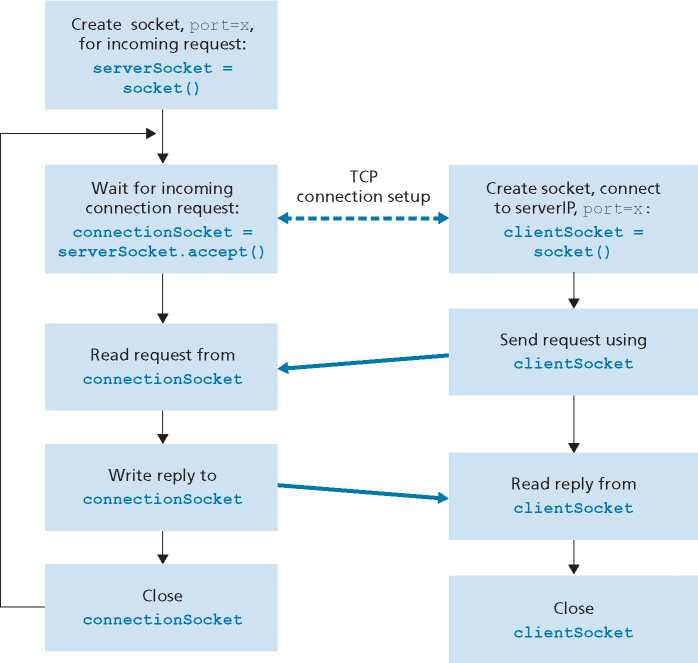 Create socket, port=x,
for incoming request:
serverSocket =
socket()
Wait for incoming
connection request:
connectionSocket =
serverSocket.accept()
TCP
connection setup
Create socket, connect
to serverIP, port=x:
clientSocket =
socket()
Read request from
connectionSocket
Send request using
clientSocket
Write reply to
connectionSocket
Read reply from
clientSocket
Close
connectionSocket
Close
clientSocket